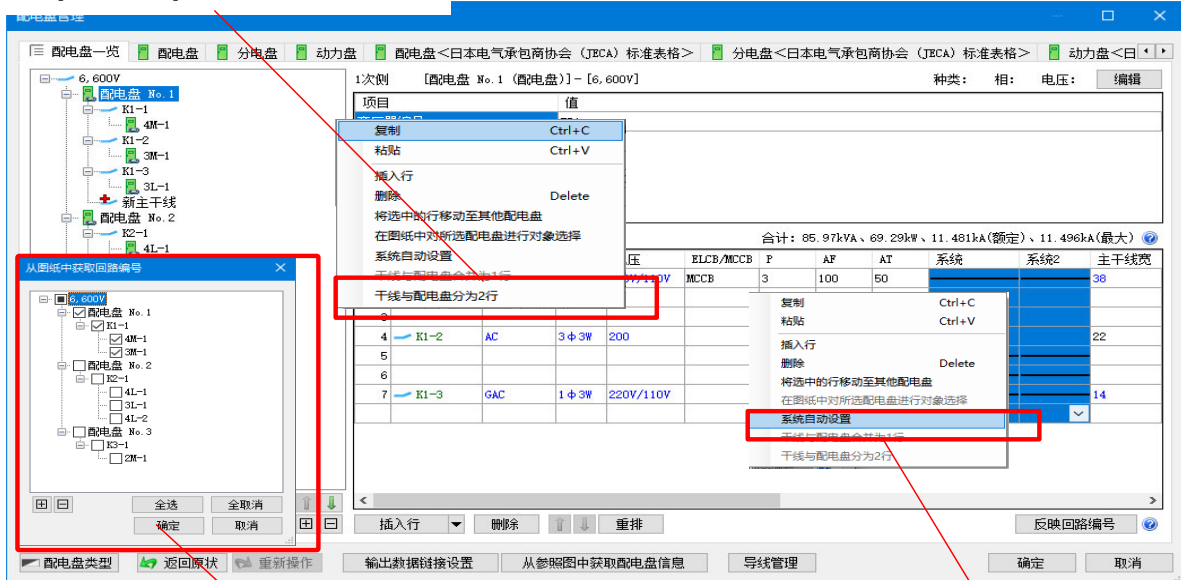 配电盘管理
配电盘一览 配电盘 分电盘 动力盘 配电盘<日本电气承包商协会 (JECA) 标准表格> 分电盘<日本电气承包商协会 (JECA) 标准表格> 动力盘<日
6,600V
配电盘 No.1
K1-1
4M-1
K1-2
3M-1
K1-3
3L-1
新主干线
配电盘 No.2
K2-1
4L-1
1次侧 [配电盘 No.1 (配电盘)]-[6,600V] 种类: 相: 电压: 编辑
项目 值
复制 Ctrl+C
粘贴 Ctrl+V
插入行
删除 Delete
将选中的行移动至其他配电盘
在图纸中对所选配电盘进行对象选择
系统自动设置
干线与配电盘合并为1行
干线与配电盘分为2行
合计: 85.97kVA、69.29kW、11.481kA(额定)、11.496kA(最大)
压 ELCB/MCCB P AF AT 系统 系统2 主干线宽
MCCB 3 100 50 38
3
4 K1-2 AC 3φ3W 200 22
5
6
7 K1-3 GAC 1φ3W 220V/110V 14
复制 Ctrl+C
粘贴 Ctrl+V
插入行
删除 Delete
将选中的行移动至其他配电盘
在图纸中对所选配电盘进行对象选择
系统自动设置
干线与配电盘合并为1行
干线与配电盘分为2行
从图纸中获取回路编号
6,600V
配电盘 No.1
K1-1
4M-1
3M-1
配电盘 No.2
K2-1
4L-1
3L-1
4L-2
配电盘 No.3
K3-1
2M-1
全选 全取消
确定 取消
插入行 删除 重排 反映回路编号
配电盘类型 返回原状 重新操作 输出数据链接设置 从参照图中获取配电盘信息 导线管理 确定 取消